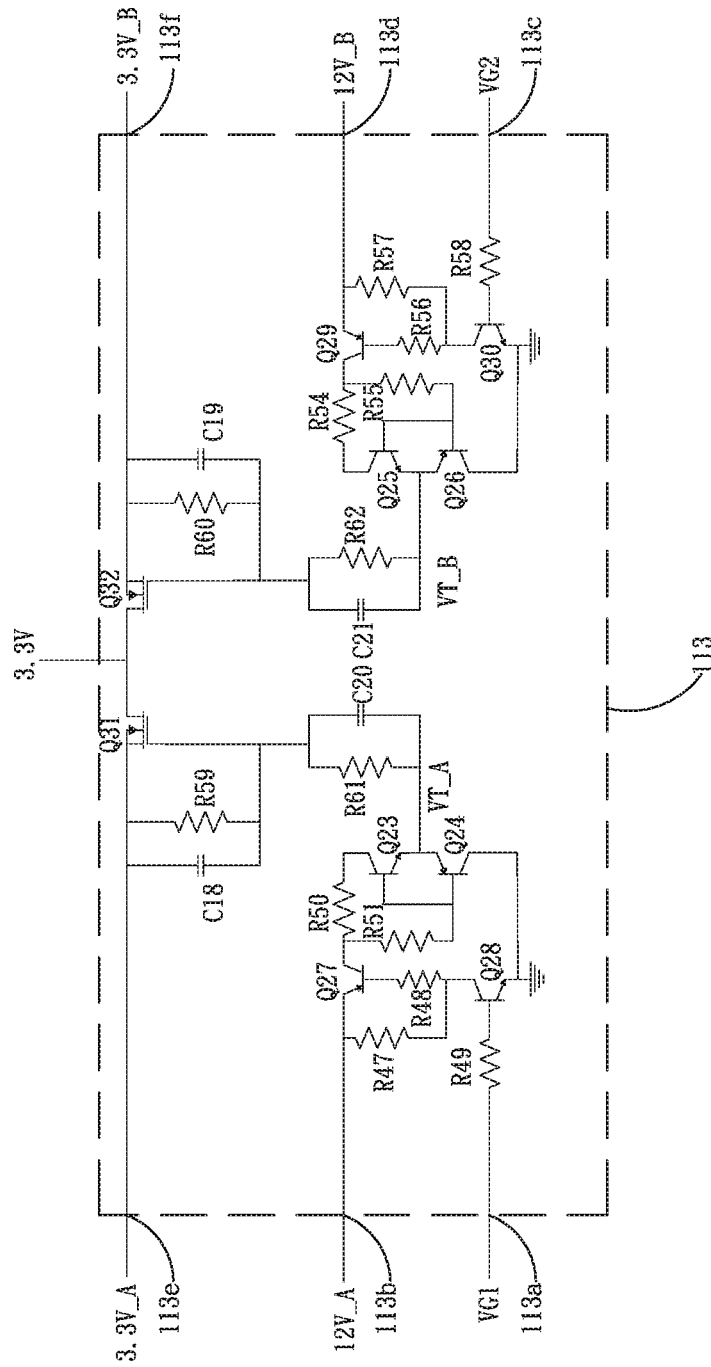 3.3V_A
113e
3.3V
3.3V_B
113f
Q31
Q32
C18
R59
R60
C19
12V_A
113b
12V_B
113d
R47
Q27
R48
R50
R51
Q23
Q24
R61
C20
VT_A
C21
R62
VT_B
Q25
Q26
R54
R55
Q29
R56
R57
VG1
113a
R49
Q28
Q30
R58
VG2
113c
113